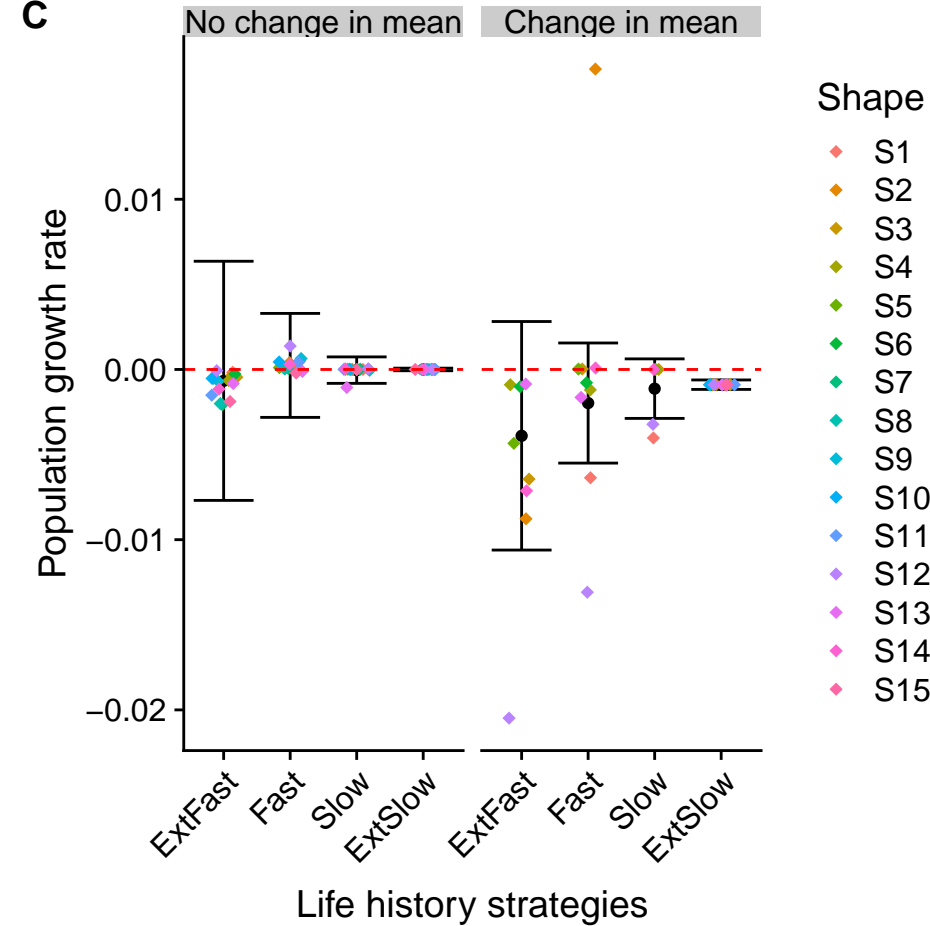 C
No change in mean
Change in mean
Population growth rate
0.01
0.00
−0.01
−0.02
ExtFast
Fast
Slow
ExtSlow
ExtFast
Fast
Slow
ExtSlow
Life history strategies
Shape
S1
S2
S3
S4
S5
S6
S7
S8
S9
S10
S11
S12
S13
S14
S15